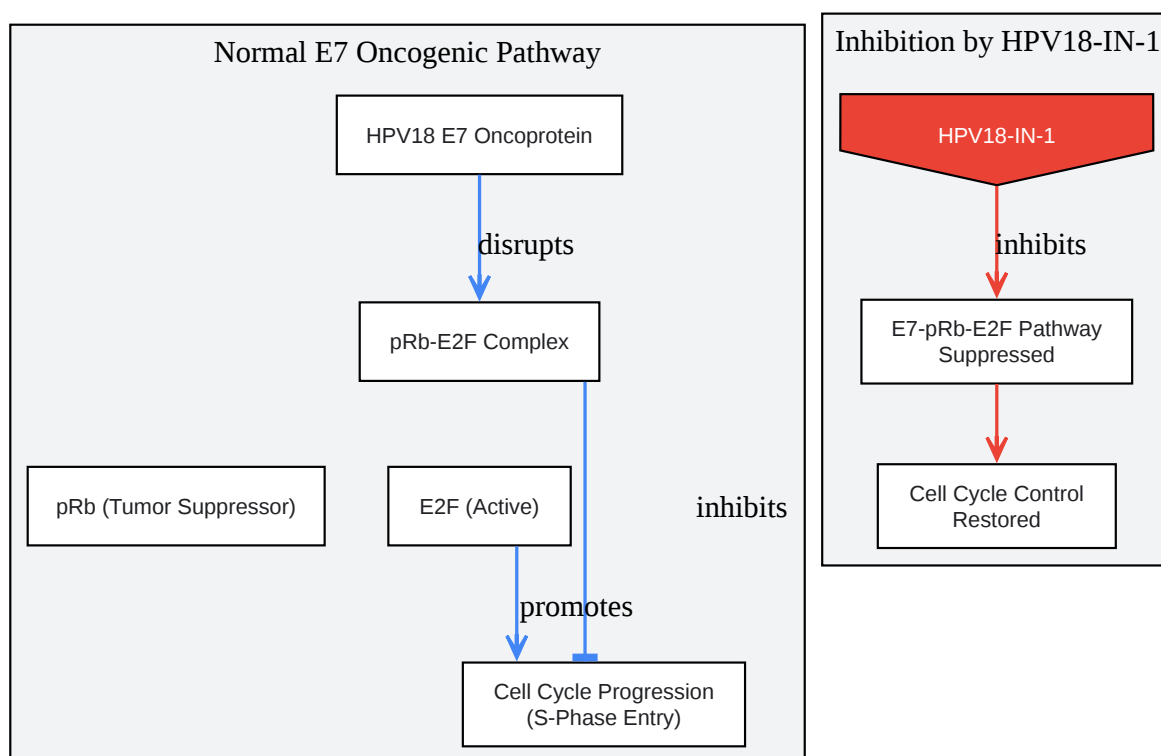 Normal E7 Oncogenic Pathway
HPV18 E7 Oncoprotein
disrupts
pRb-E2F Complex
pRb (Tumor Suppressor)
E2F (Active)
inhibits
promotes
Cell Cycle Progression
(S-Phase Entry)
Inhibition by HPV18-IN-1
HPV18-IN-1
inhibits
E7-pRb-E2F Pathway
Suppressed
Cell Cycle Control
Restored